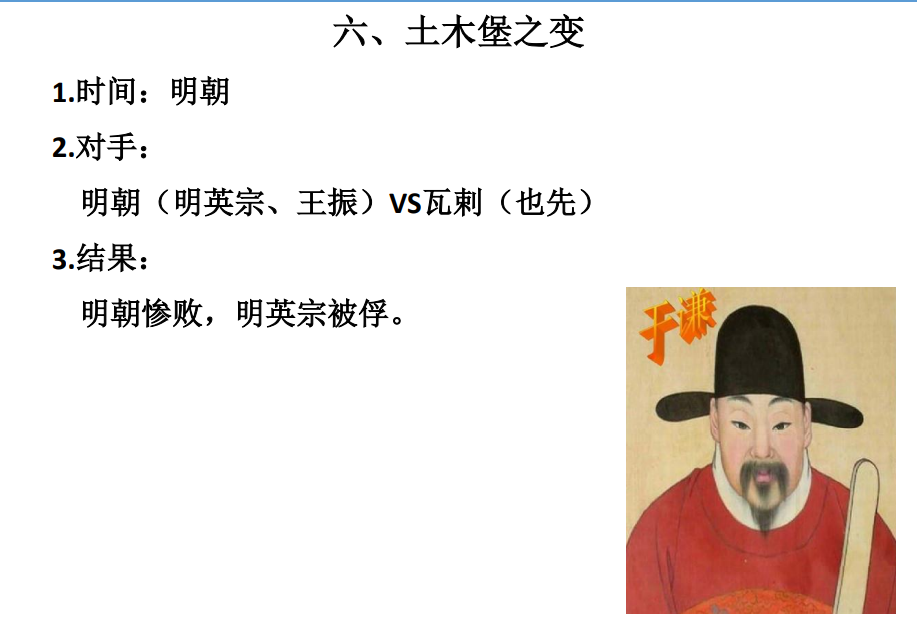 六、土木堡之变
1.时间：明朝
2.对手：
明朝（明英宗、王振）VS瓦剌（也先）
3.结果：
明朝惨败，明英宗被俘。
于谦